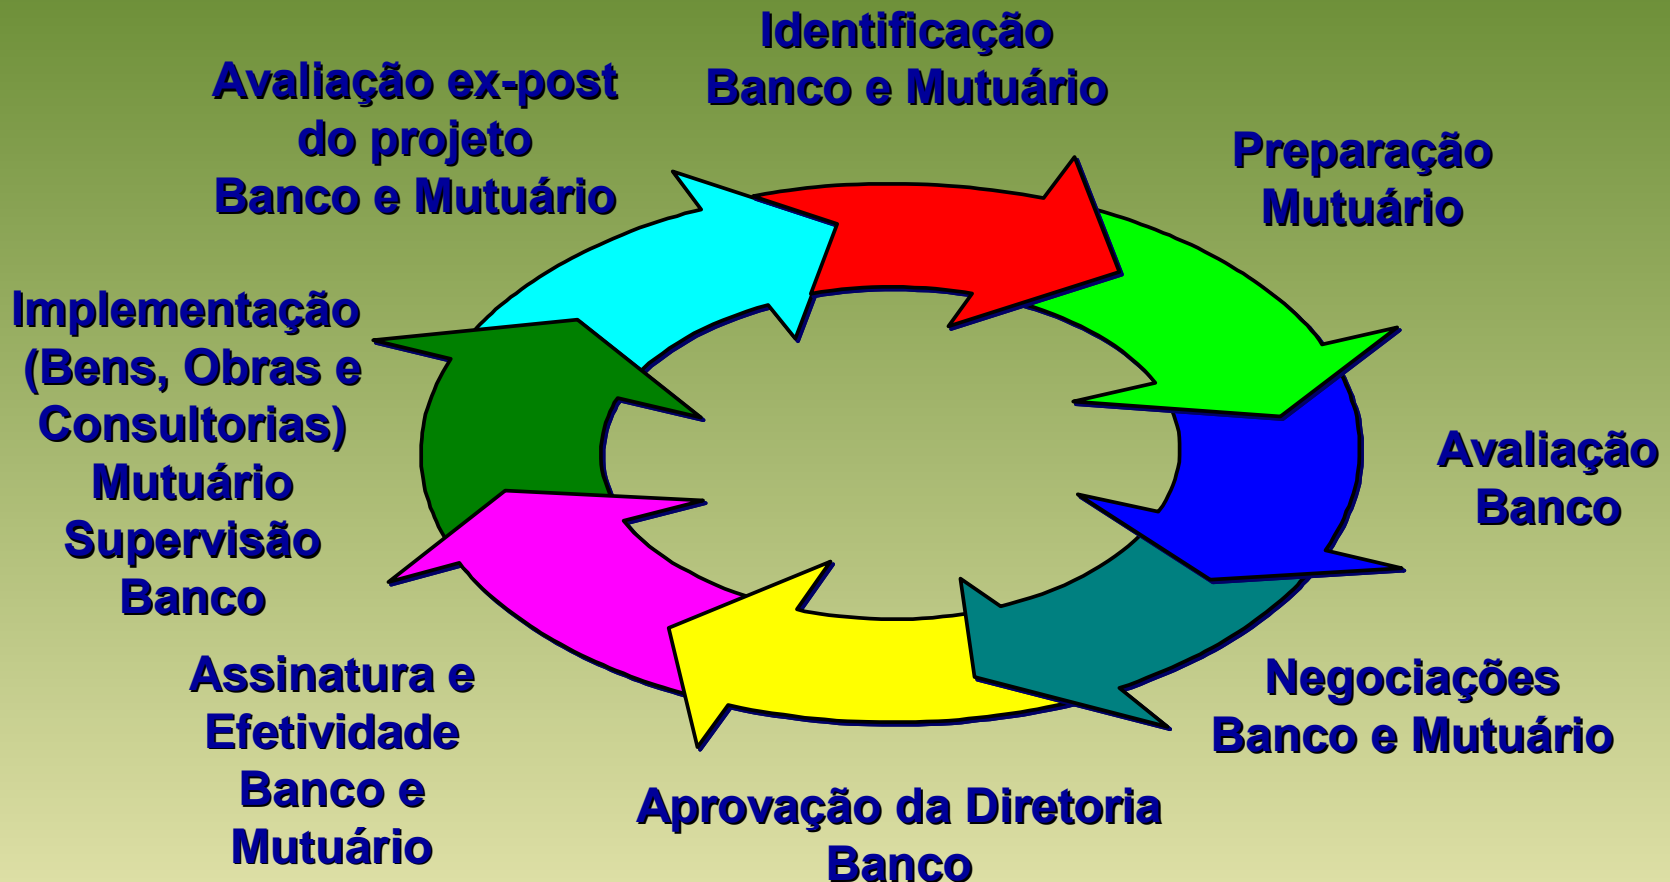 Identificação
Banco e Mutuário
Preparação
Mutuário
Avaliação
Banco
Negociações
Banco e Mutuário
Aprovação da Diretoria
Banco
Assinatura e
Efetividade
Banco e
Mutuário
Implementação
(Bens, Obras e
Consultorias)
Mutuário
Supervisão
Banco
Avaliação ex-post
do projeto
Banco e Mutuário